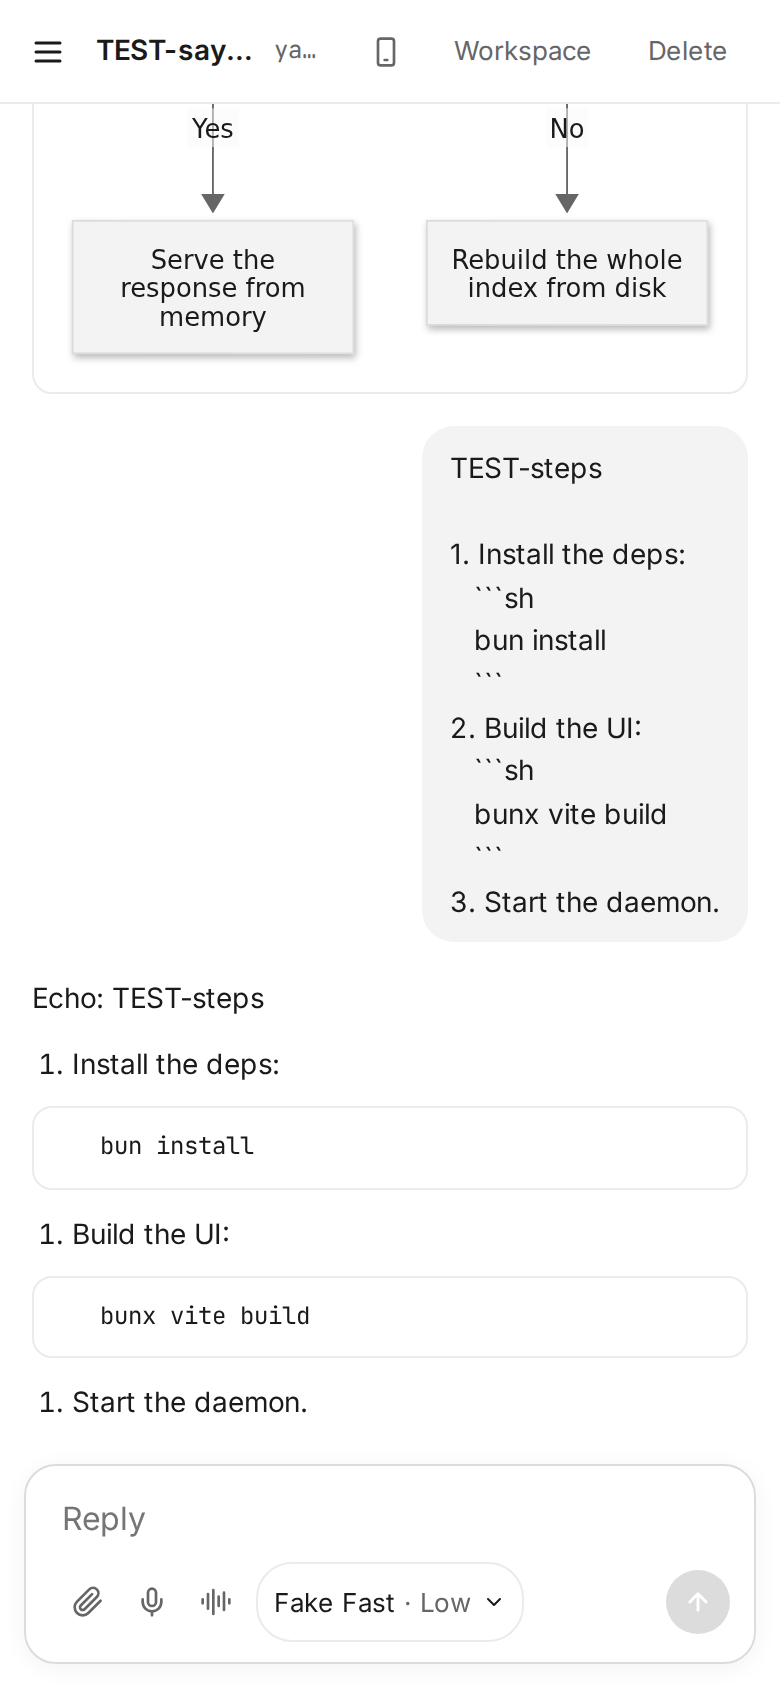 TEST-say... ya... Workspace Delete
Yes No
Serve the
response from
memory
Rebuild the whole
index from disk
TEST-steps
1. Install the deps:
```sh
bun install
```
2. Build the UI:
```sh
bunx vite build
```
3. Start the daemon.
Echo: TEST-steps
1. Install the deps:
bun install
1. Build the UI:
bunx vite build
1. Start the daemon.
Reply
Fake Fast · Low